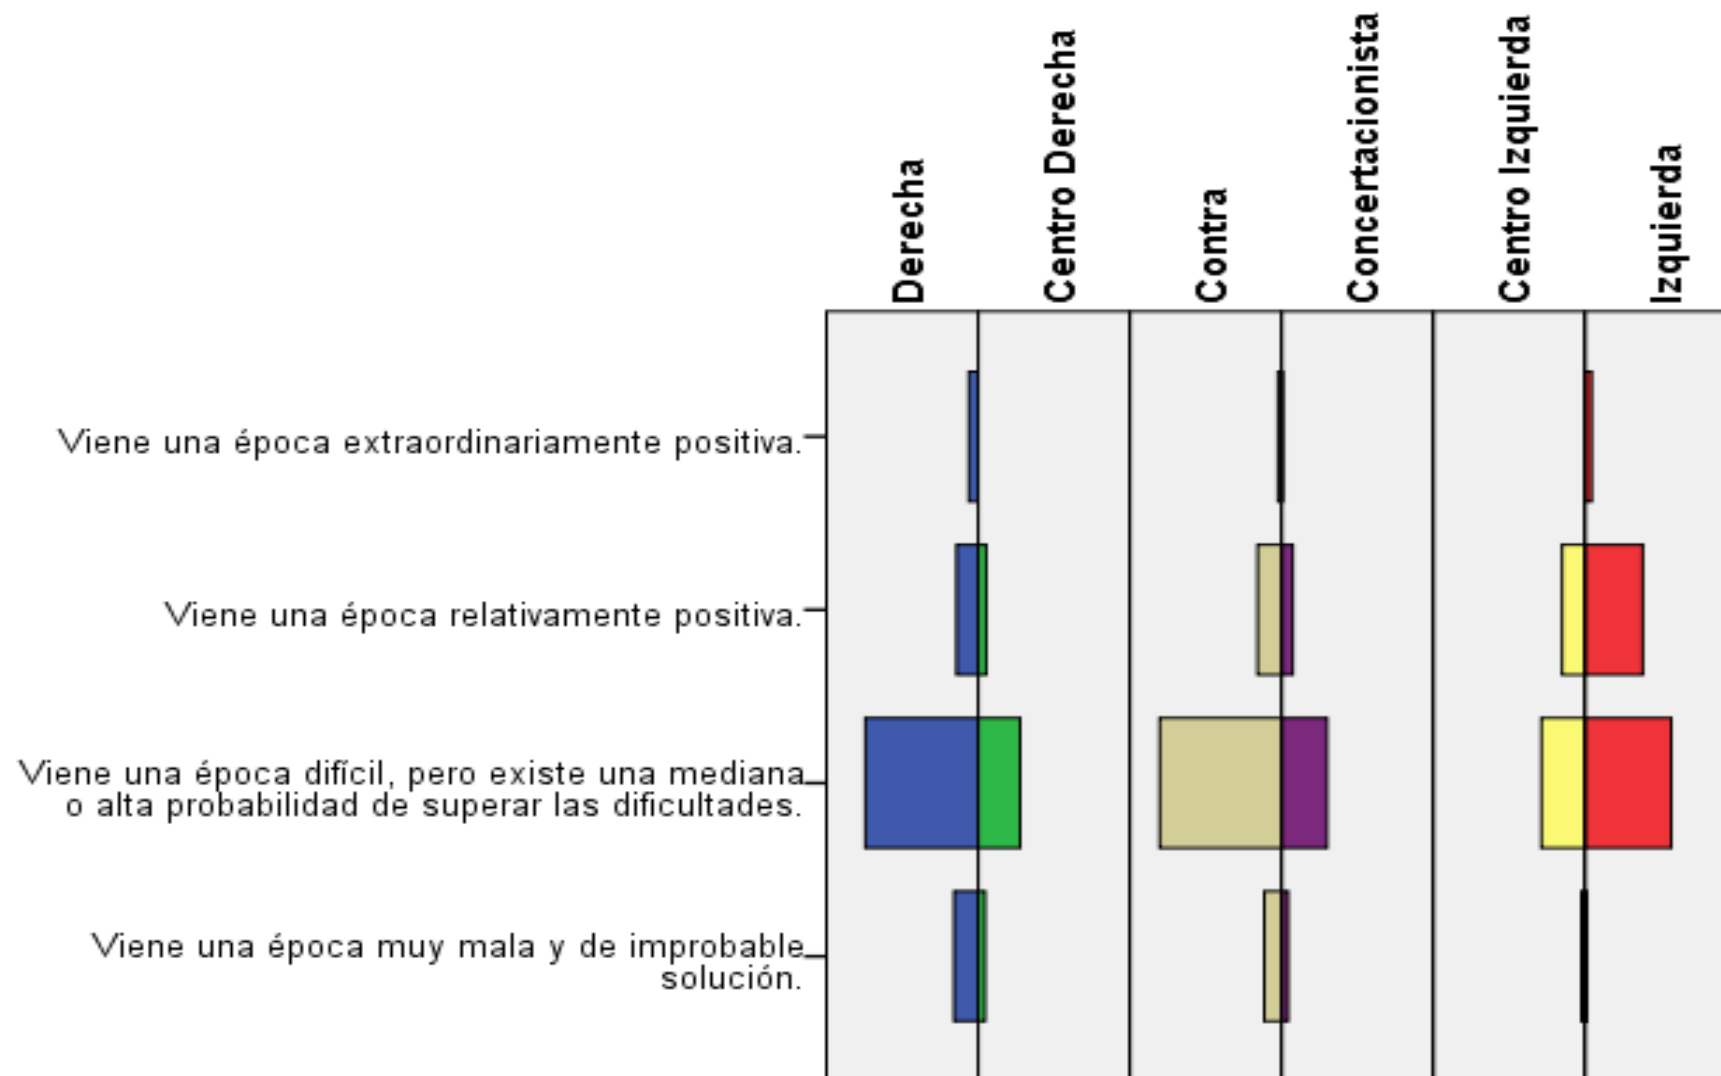 Derecha
Centro Derecha
Contra
Concertacionista
Centro Izquierda
Izquierda
Viene una época extraordinariamente positiva.
Viene una época relativamente positiva.
Viene una época difícil, pero existe una mediana
o alta probabilidad de superar las dificultades.
Viene una época muy mala y de improbable
solución.